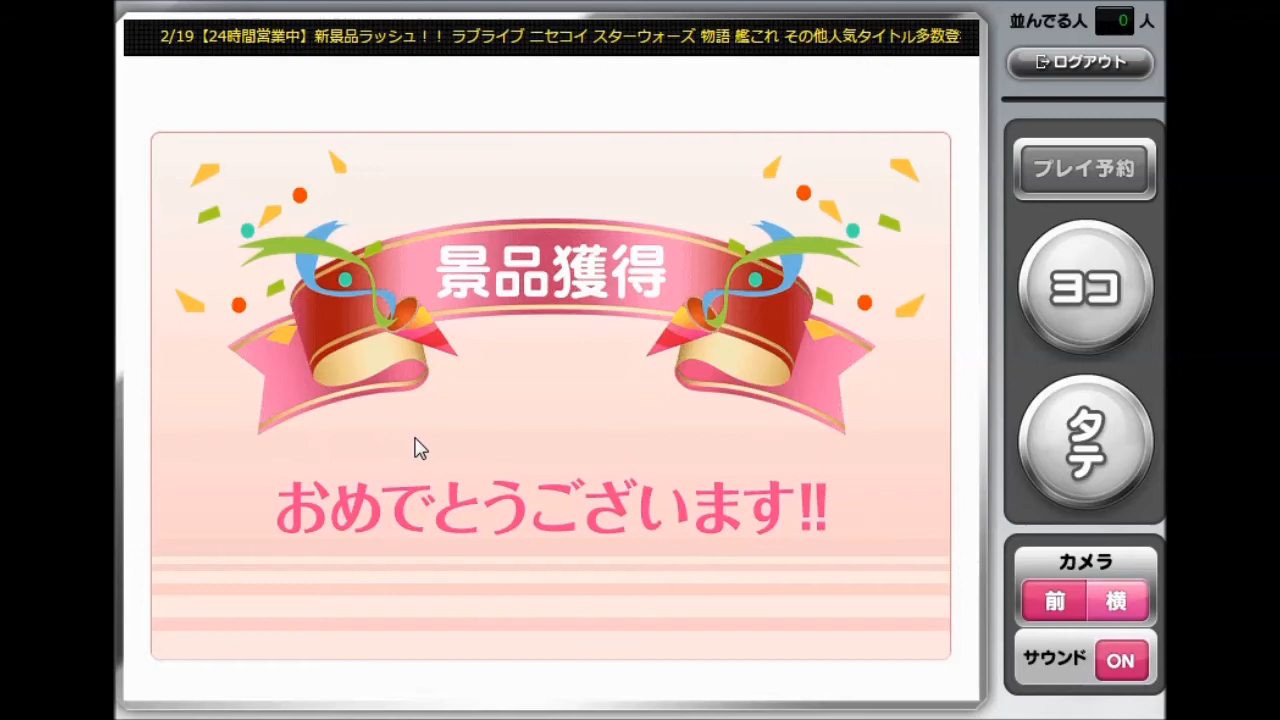 2/19【24時間営業中】新景品ラッシュ！！ ラブライブ ニセコイ スターウォーズ 物語 艦これ その他人気タイトル多数登
並んでる人 0 人
ログアウト
景品獲得
おめでとうございます!!
プレイ予約
ヨコ
タテ
カメラ
前 横
サウンド ON